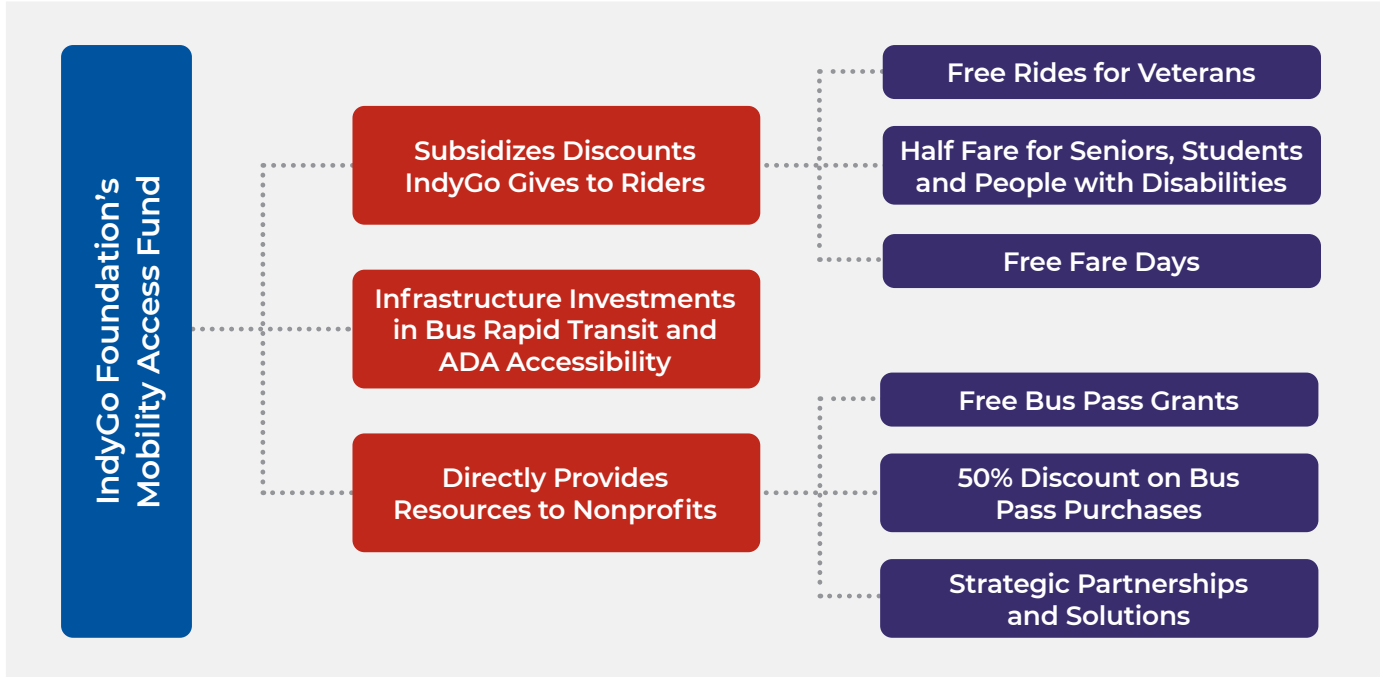 IndyGo Foundation's
Mobility Access Fund
Subsidizes Discounts
IndyGo Gives to Riders
Free Rides for Veterans
Half Fare for Seniors, Students
and People with Disabilities
Free Fare Days
Infrastructure Investments
in Bus Rapid Transit and
ADA Accessibility
Directly Provides
Resources to Nonprofits
Free Bus Pass Grants
50% Discount on Bus
Pass Purchases
Strategic Partnerships
and Solutions